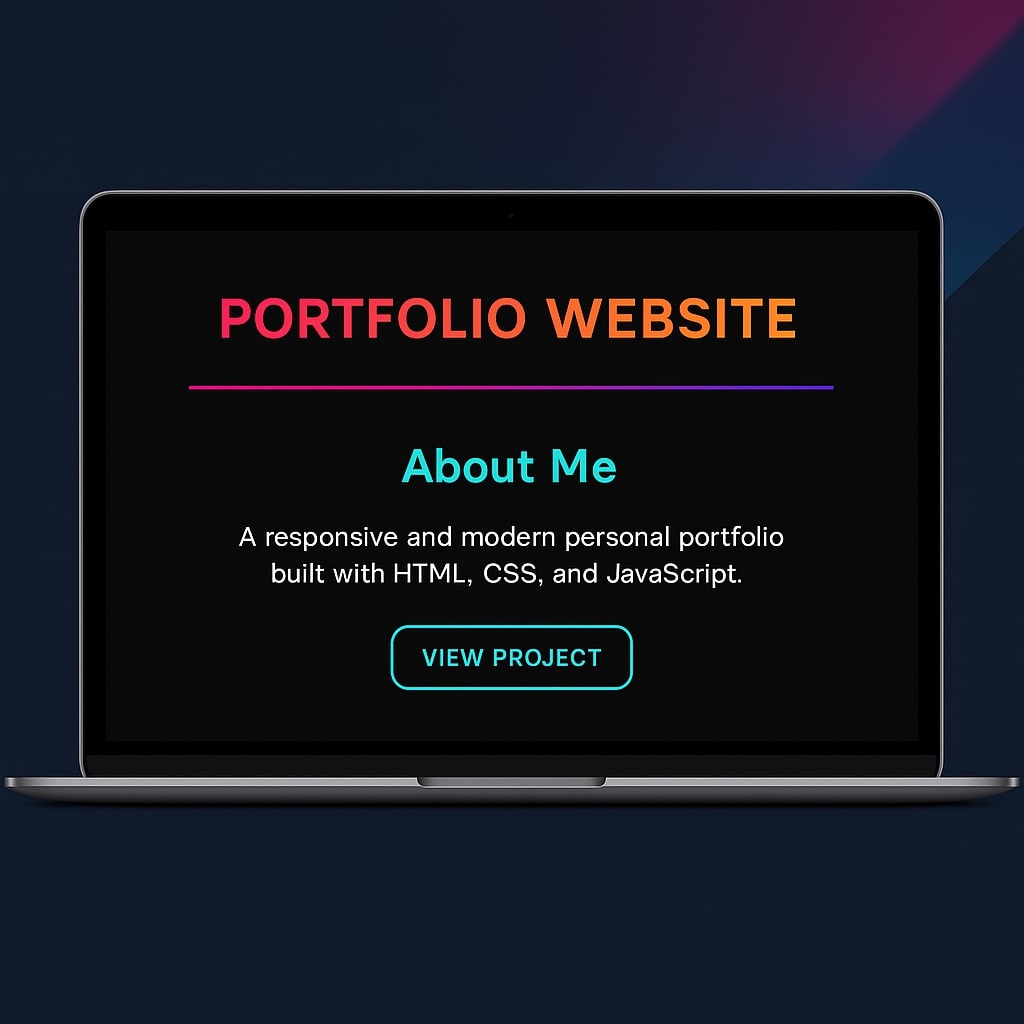 PORTFOLIO WEBSITE
About Me
A responsive and modern personal portfolio
built with HTML, CSS, and JavaScript.
VIEW PROJECT